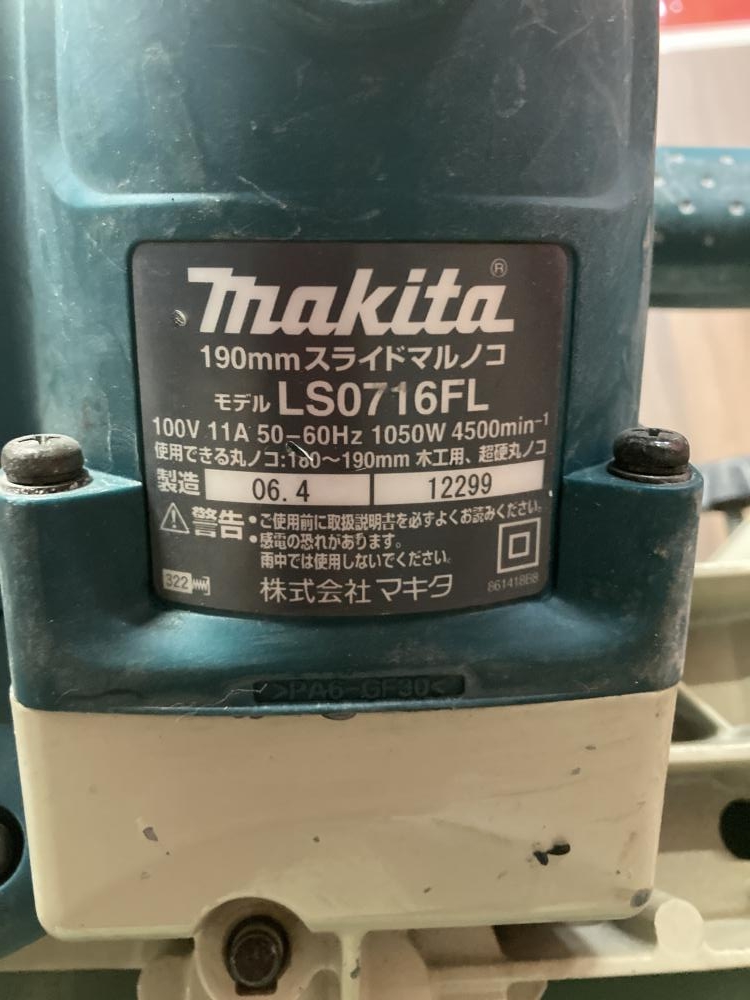 makita®
190mmスライドマルノコ
モデル LS0716FL
100V 11A 50-60Hz 1050W 4500min⁻¹
使用できる丸ノコ:180〜190mm 木工用、超硬丸ノコ
製造 06.4 12299
警告 •ご使用前に取扱説明書を必ずよくお読みください。
•感電の恐れがあります。
雨中では使用しないでください。
322 株式会社マキタ 861418E8
>PA6-GF30<